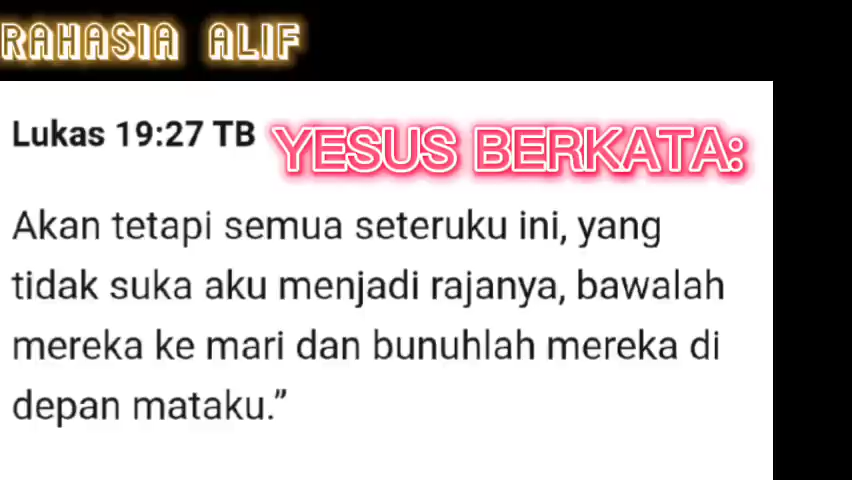 RAHASIA ALIF
Lukas 19:27 TB YESUS BERKATA:
Akan tetapi semua seteruku ini, yang
tidak suka aku menjadi rajanya, bawalah
mereka ke mari dan bunuhlah mereka di
depan mataku.”